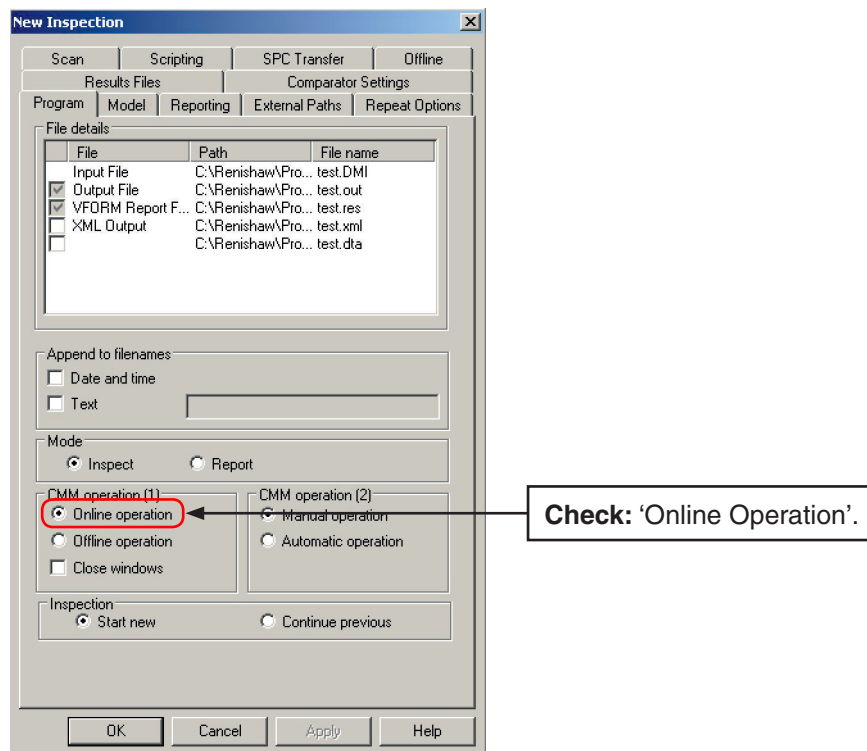 New Inspection
Scan Scripting SPC Transfer Offline
Results Files Comparator Settings
Program Model Reporting External Paths Repeat Options
File details
File Path File name
Input File C:\Renishaw\Pro... test.DMI
Output File C:\Renishaw\Pro... test.out
VFORM Report F... C:\Renishaw\Pro... test.res
XML Output C:\Renishaw\Pro... test.xml
C:\Renishaw\Pro... test.dta
Append to filenames
Date and time
Text
Mode
Inspect Report
CMM operation (1) CMM operation (2)
Online operation Manual operation
Check: ‘Online Operation’.
Offline operation Automatic operation
Close windows
Inspection
Start new Continue previous
OK Cancel Apply Help